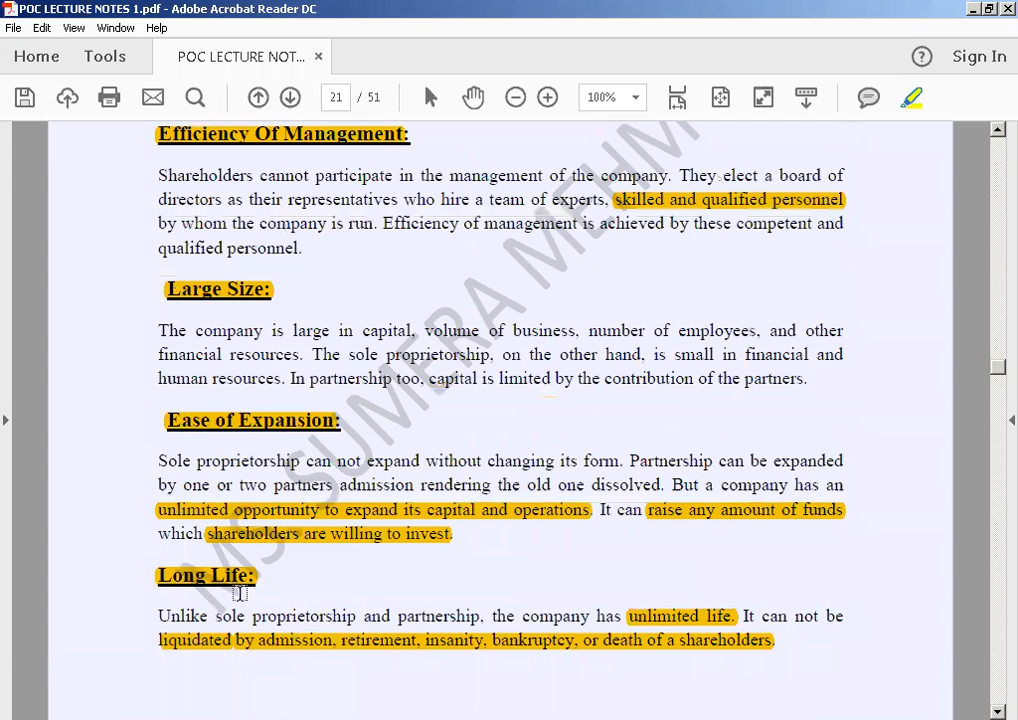 POC LECTURE NOTES 1.pdf - Adobe Acrobat Reader DC
File Edit View Window Help
Home Tools POC LECTURE NOT... × Sign In
21 / 51 100%
Efficiency Of Management:
Shareholders cannot participate in the management of the company. They elect a board of
directors as their representatives who hire a team of experts, skilled and qualified personnel
by whom the company is run. Efficiency of management is achieved by these competent and
qualified personnel.
Large Size:
The company is large in capital, volume of business, number of employees, and other
financial resources. The sole proprietorship, on the other hand, is small in financial and
human resources. In partnership too, capital is limited by the contribution of the partners.
Ease of Expansion:
Sole proprietorship can not expand without changing its form. Partnership can be expanded
by one or two partners admission rendering the old one dissolved. But a company has an
unlimited opportunity to expand its capital and operations. It can raise any amount of funds
which shareholders are willing to invest.
Long Life:
Unlike sole proprietorship and partnership, the company has unlimited life. It can not be
liquidated by admission, retirement, insanity, bankruptcy, or death of a shareholders.
MS SUMERA MEHM